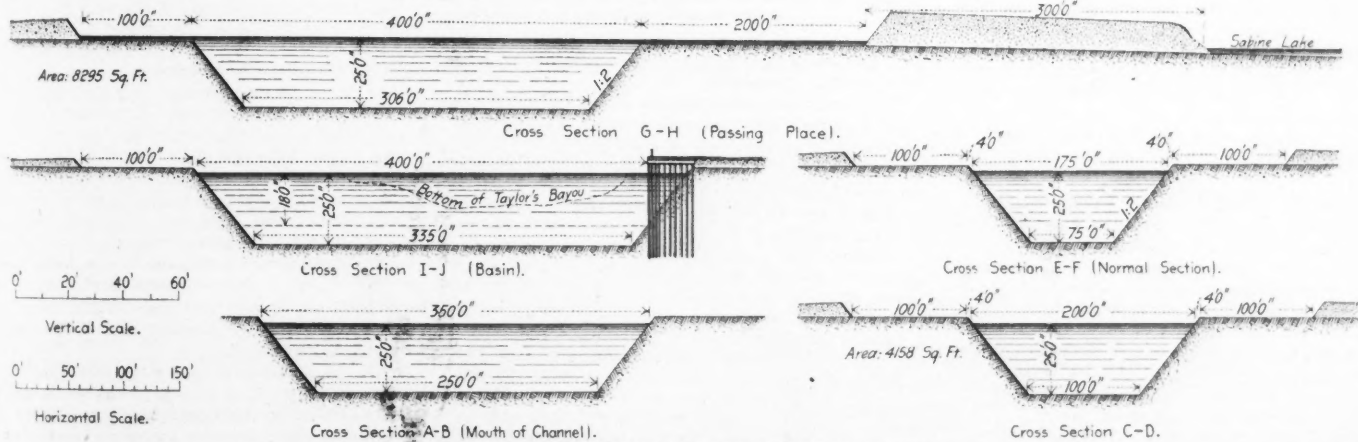 100'0" 400'0" 200'0" 300'0"
Sabine Lake
Area: 8295 Sq. Ft.
25'0"
1:2
306'0"
Cross Section G-H (Passing Place).
100'0" 400'0"
Bottom of Taylor's Bayou
18'0"
25'0"
335'0"
Cross Section I-J (Basin).
4'0" 4'0"
100'0" 175'0" 100'0"
25'0"
1:2
75'0"
Cross Section E-F (Normal Section).
0' 20' 40' 60'
Vertical Scale.
0' 50' 100' 150'
Horizontal Scale.
350'0"
25'0"
250'0"
Cross Section A-B (Mouth of Channel).
4'0" 4'0"
100'0" 200'0" 100'0"
Area: 4158 Sq. Ft.
25'0"
100'0"
Cross Section C-D.